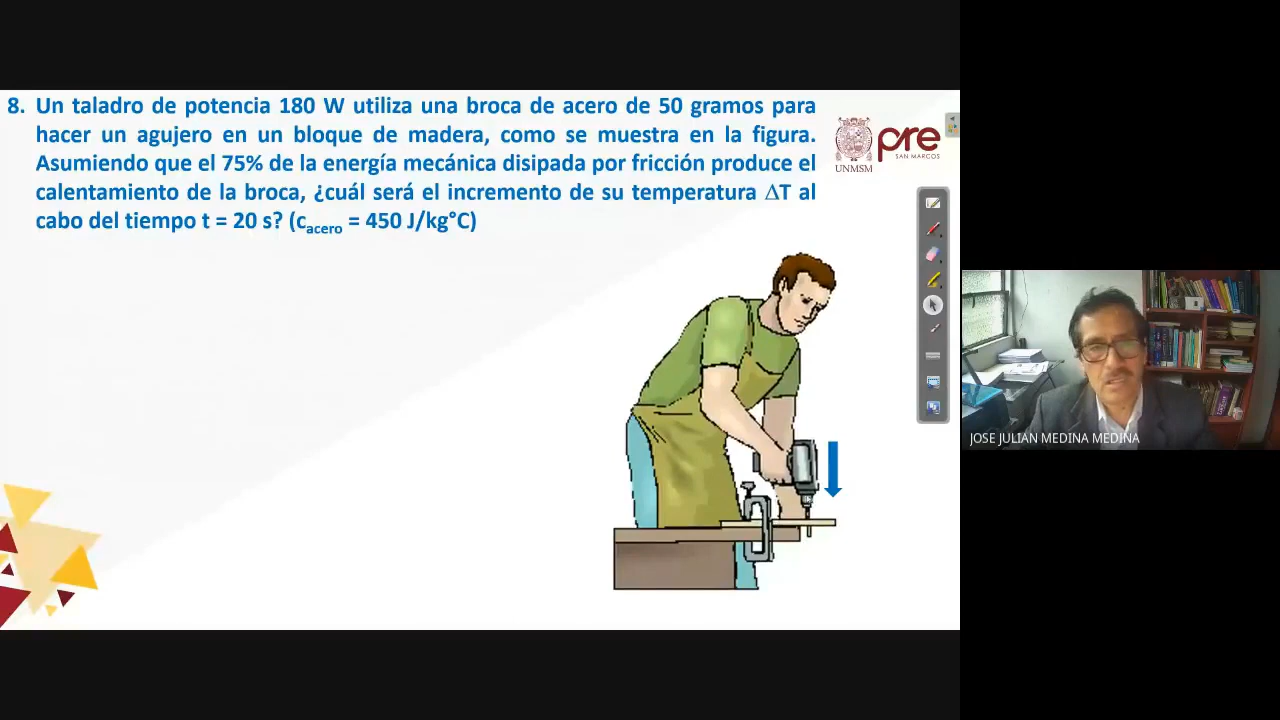 8. Un taladro de potencia 180 W utiliza una broca de acero de 50 gramos para
hacer un agujero en un bloque de madera, como se muestra en la figura.
Asumiendo que el 75% de la energía mecánica disipada por fricción produce el
calentamiento de la broca, ¿cuál será el incremento de su temperatura ΔT al
cabo del tiempo t = 20 s? (cacero = 450 J/kg°C)
pre
SAN MARCOS
UNMSM
JOSE JULIAN MEDINA MEDINA